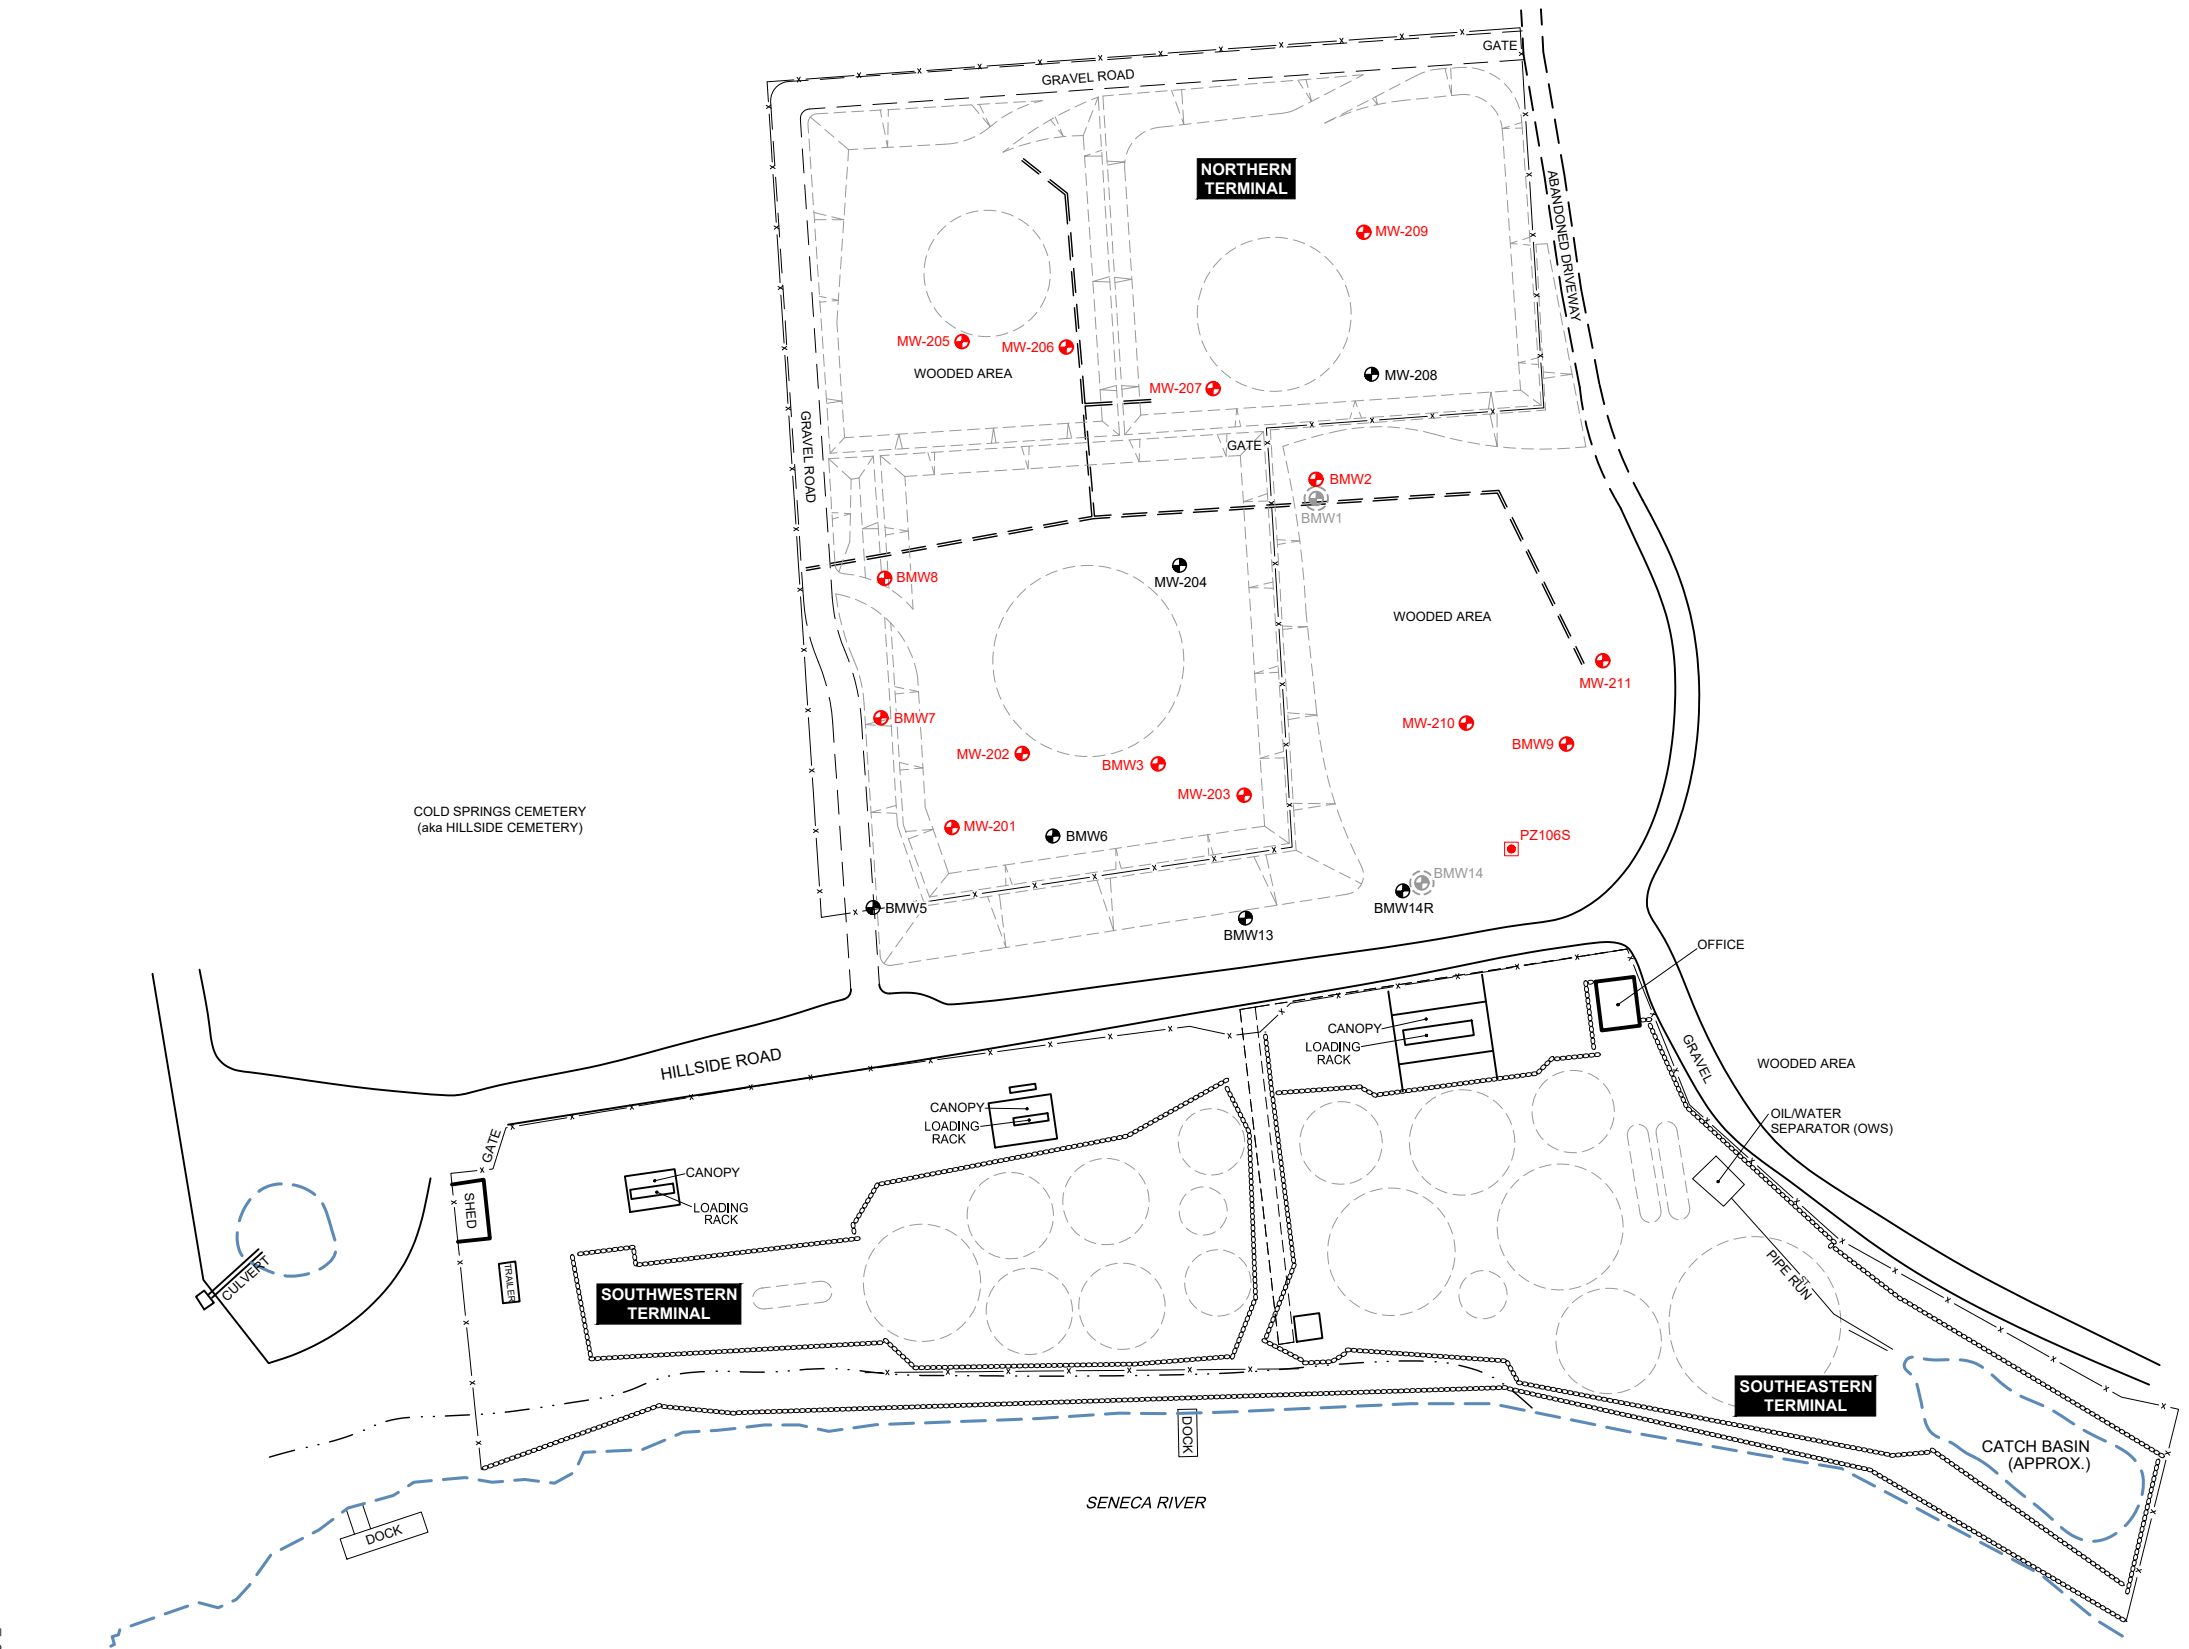 GATE
GRAVEL ROAD
NORTHERN
TERMINAL
ABANDONED DRIVEWAY
MW-209
MW-205
MW-206
WOODED AREA
MW-207
MW-208
GRAVEL ROAD
GATE
BMW2
BMW1
BMW8
MW-204
WOODED AREA
MW-211
BMW7
MW-210
BMW9
MW-202
BMW3
MW-203
COLD SPRINGS CEMETERY
(aka HILLSIDE CEMETERY)
MW-201
BMW6
PZ106S
BMW14
BMW5
BMW14R
BMW13
OFFICE
CANOPY
LOADING
RACK
GRAVEL
HILLSIDE ROAD
WOODED AREA
CANOPY
LOADING
RACK
OIL/WATER
SEPARATOR (OWS)
GATE
CANOPY
SHED
LOADING
RACK
CULVERT
TRAILER
PIPE RUN
ST
SOUTHWESTERN
TERMINAL
SOUTHEASTERN
TERMINAL
DOCK
CATCH BASIN
(APPROX.)
SENECA RIVER
DOCK